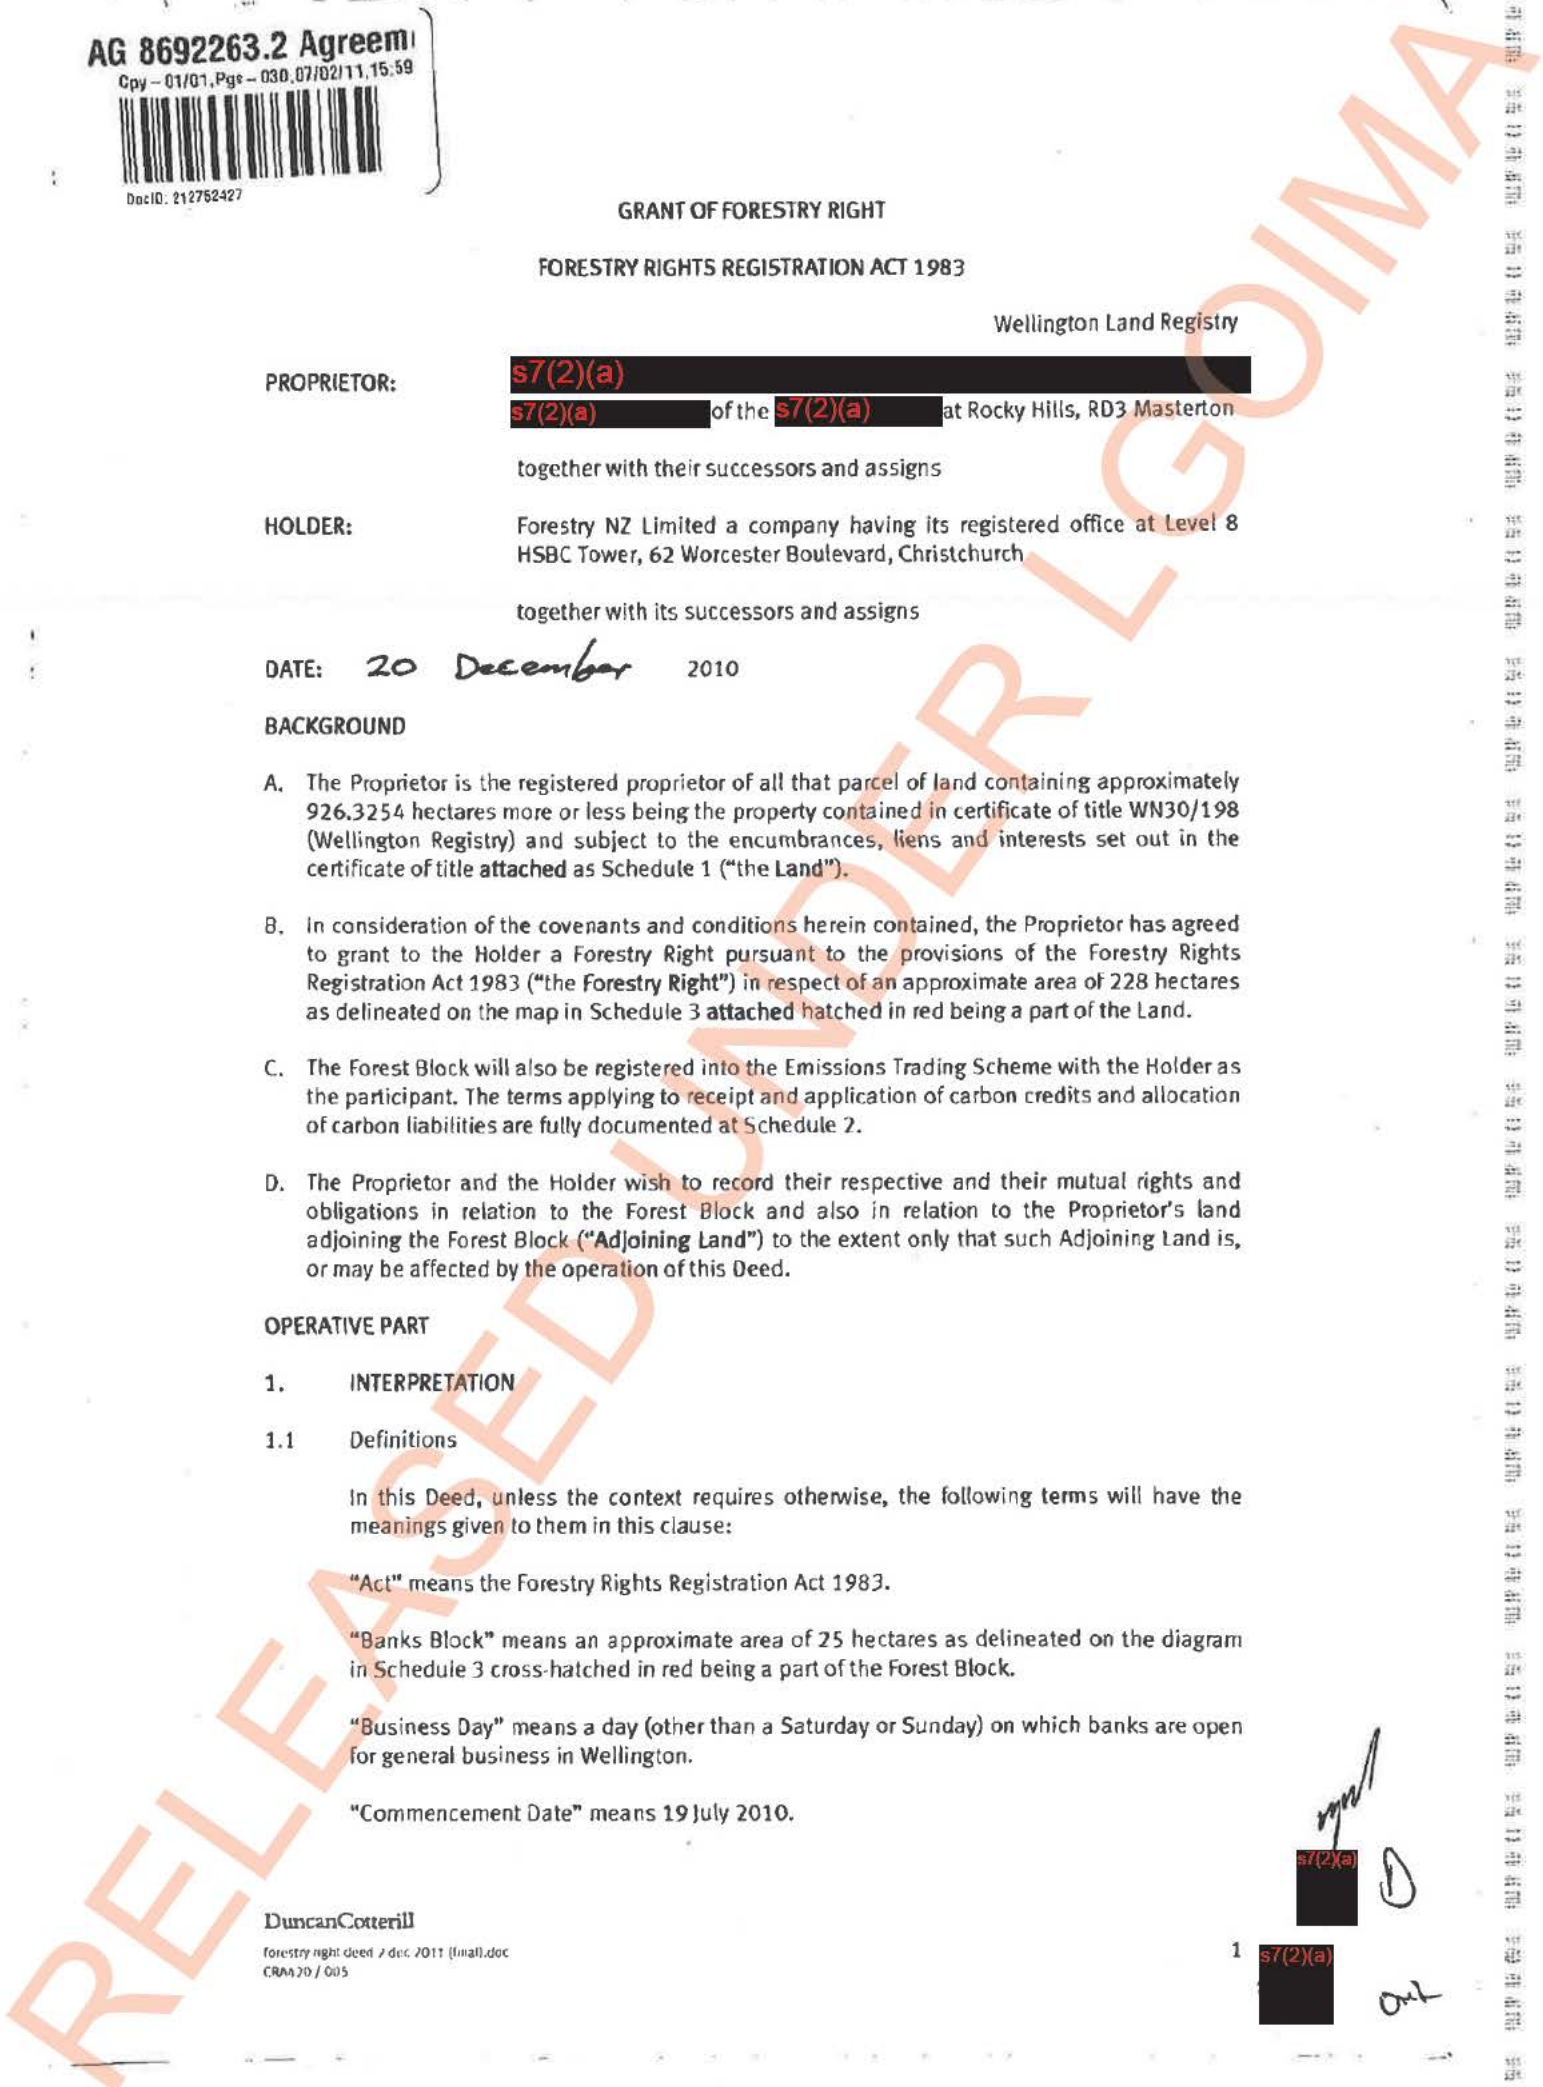 AG 8692263.2 Agreem
Cpy – 01/01, Pgs – 030, 07/02/11, 15:59
DocID: 212752427
GRANT OF FORESTRY RIGHT
FORESTRY RIGHTS REGISTRATION ACT 1983
Wellington Land Registry
PROPRIETOR: s7(2)(a)
s7(2)(a) of the s7(2)(a) at Rocky Hills, RD3 Masterton
together with their successors and assigns
HOLDER: Forestry NZ Limited a company having its registered office at Level 8
HSBC Tower, 62 Worcester Boulevard, Christchurch
together with its successors and assigns
DATE: 20 December 2010
BACKGROUND
A. The Proprietor is the registered proprietor of all that parcel of land containing approximately
926.3254 hectares more or less being the property contained in certificate of title WN30/198
(Wellington Registry) and subject to the encumbrances, liens and interests set out in the
certificate of title attached as Schedule 1 (“the Land”).
B. In consideration of the covenants and conditions herein contained, the Proprietor has agreed
to grant to the Holder a Forestry Right pursuant to the provisions of the Forestry Rights
Registration Act 1983 (“the Forestry Right”) in respect of an approximate area of 228 hectares
as delineated on the map in Schedule 3 attached hatched in red being a part of the Land.
C. The Forest Block will also be registered into the Emissions Trading Scheme with the Holder as
the participant. The terms applying to receipt and application of carbon credits and allocation
of carbon liabilities are fully documented at Schedule 2.
D. The Proprietor and the Holder wish to record their respective and their mutual rights and
obligations in relation to the Forest Block and also in relation to the Proprietor's land
adjoining the Forest Block (“Adjoining Land”) to the extent only that such Adjoining Land is,
or may be affected by the operation of this Deed.
OPERATIVE PART
1. INTERPRETATION
1.1 Definitions
In this Deed, unless the context requires otherwise, the following terms will have the
meanings given to them in this clause:
“Act” means the Forestry Rights Registration Act 1983.
“Banks Block” means an approximate area of 25 hectares as delineated on the diagram
in Schedule 3 cross-hatched in red being a part of the Forest Block.
“Business Day” means a day (other than a Saturday or Sunday) on which banks are open
for general business in Wellington.
“Commencement Date” means 19 July 2010.
s7(2)(a)
DuncanCotterill
forestry right deed 2 dec 2011 (final).doc
1 s7(2)(a)
RELEASED UNDER LGOIMA